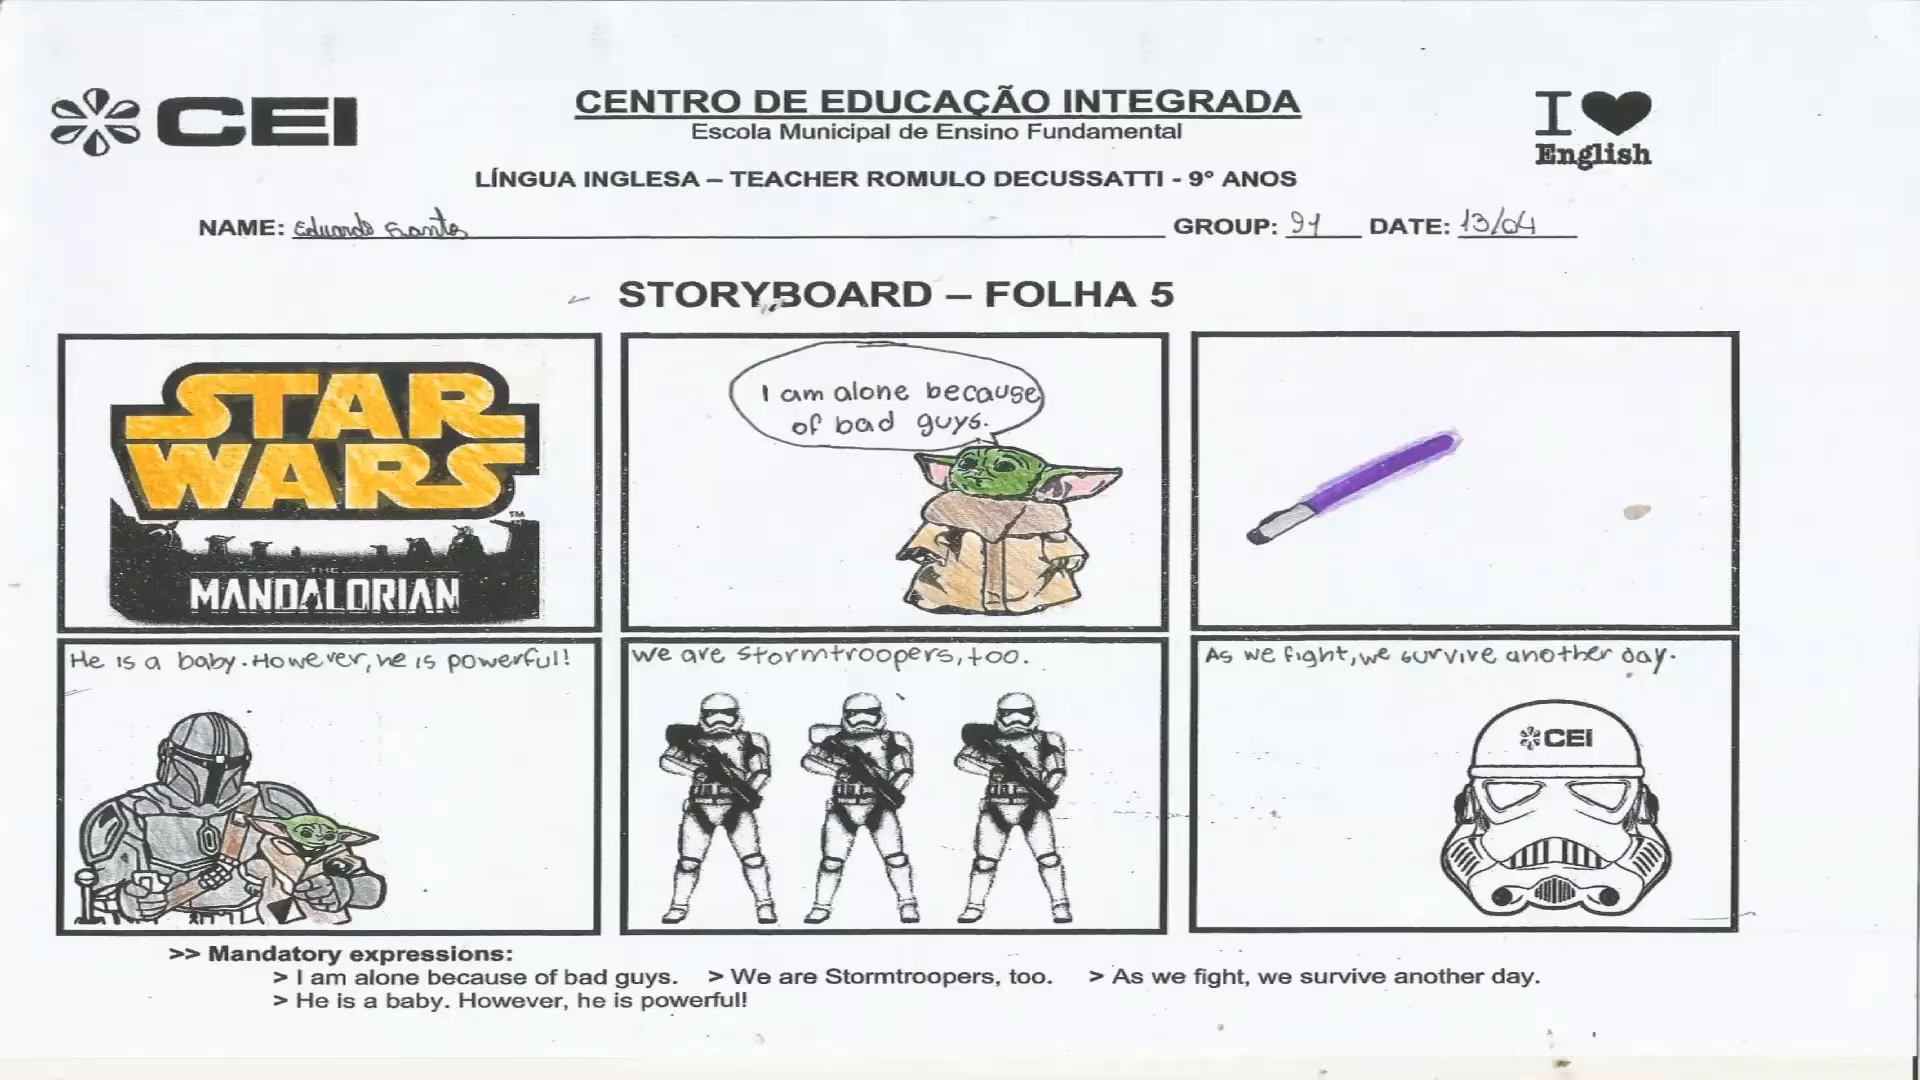 CEI
CENTRO DE EDUCAÇÃO INTEGRADA
Escola Municipal de Ensino Fundamental
I ♥
English
LÍNGUA INGLESA – TEACHER ROMULO DECUSSATTI - 9° ANOS
NAME: Eduardo Santos GROUP: 91 DATE: 13/04
STORYBOARD – FOLHA 5
STAR
WARS
TM
THE
MANDALORIAN
I am alone because
of bad guys.
He is a baby. However, he is powerful!
We are Stormtroopers, too.
As we fight, we survive another day.
CEI
>> Mandatory expressions:
> I am alone because of bad guys. > We are Stormtroopers, too. > As we fight, we survive another day.
> He is a baby. However, he is powerful!